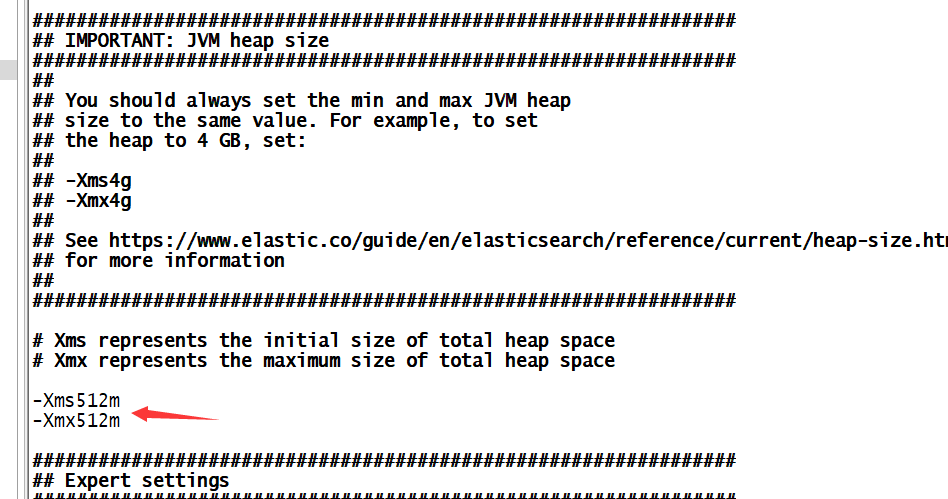 #################################################################
## IMPORTANT: JVM heap size
#################################################################
##
## You should always set the min and max JVM heap
## size to the same value. For example, to set
## the heap to 4 GB, set:
##
## -Xms4g
## -Xmx4g
##
## See https://www.elastic.co/guide/en/elasticsearch/reference/current/heap-size.htm
## for more information
##
#################################################################
# Xms represents the initial size of total heap space
# Xmx represents the maximum size of total heap space
-Xms512m
-Xmx512m
#################################################################
## Expert settings
#################################################################